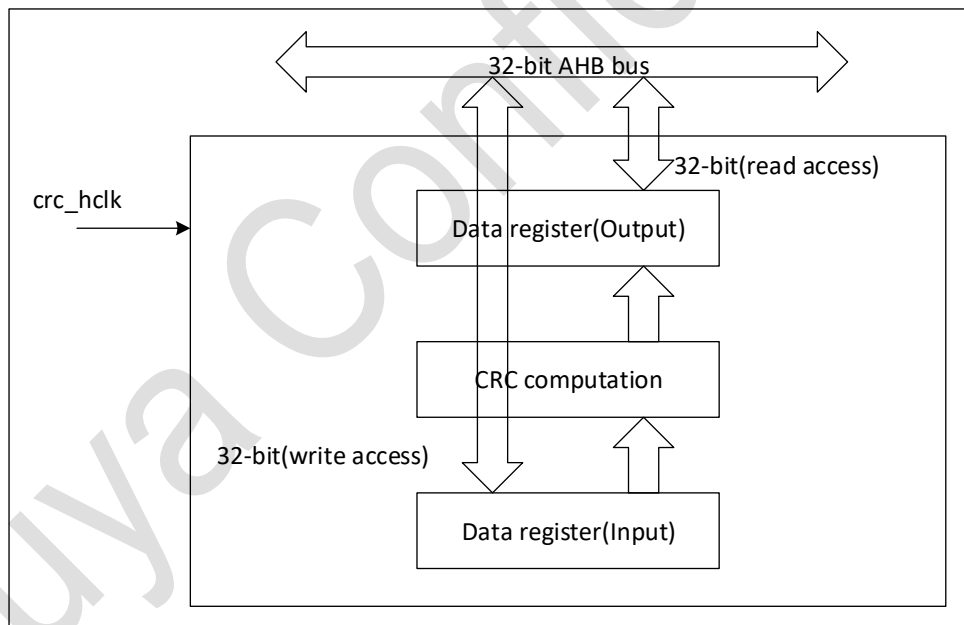 32-bit AHB bus
32-bit(read access)
crc_hclk
Data register(Output)
CRC computation
32-bit(write access)
Data register(Input)